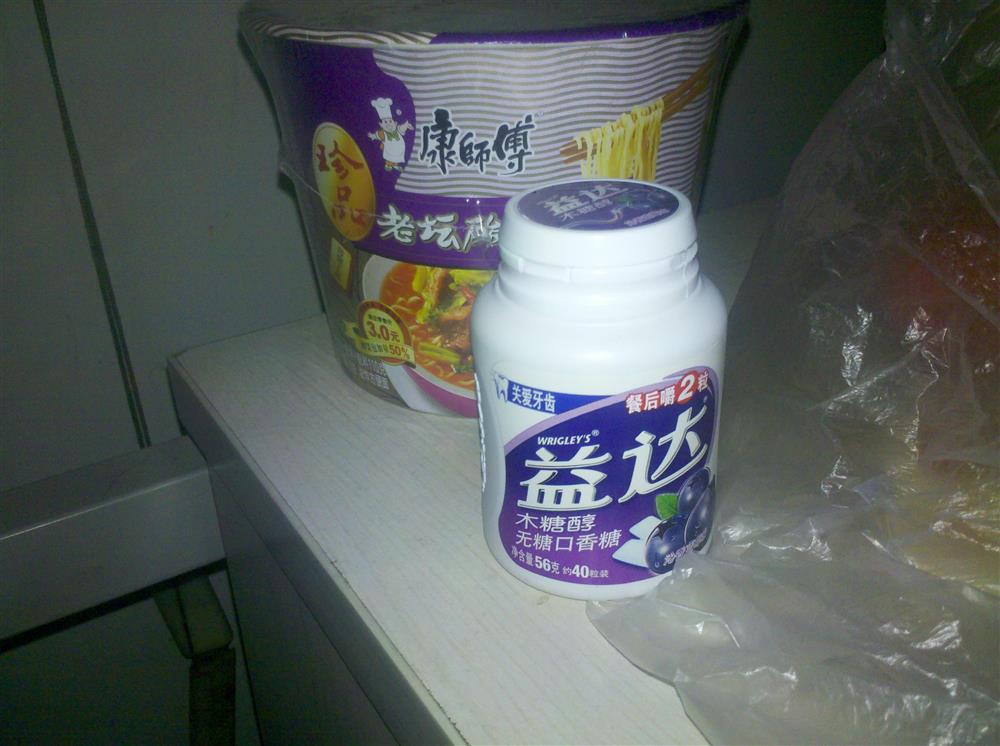 康師傅
珍品
老坛酸
3.0元
50%
益达
木糖醇
关爱牙齿
餐后嚼2粒
WRIGLEY'S®
益达
木糖醇
无糖口香糖
净含量56克 约40粒装